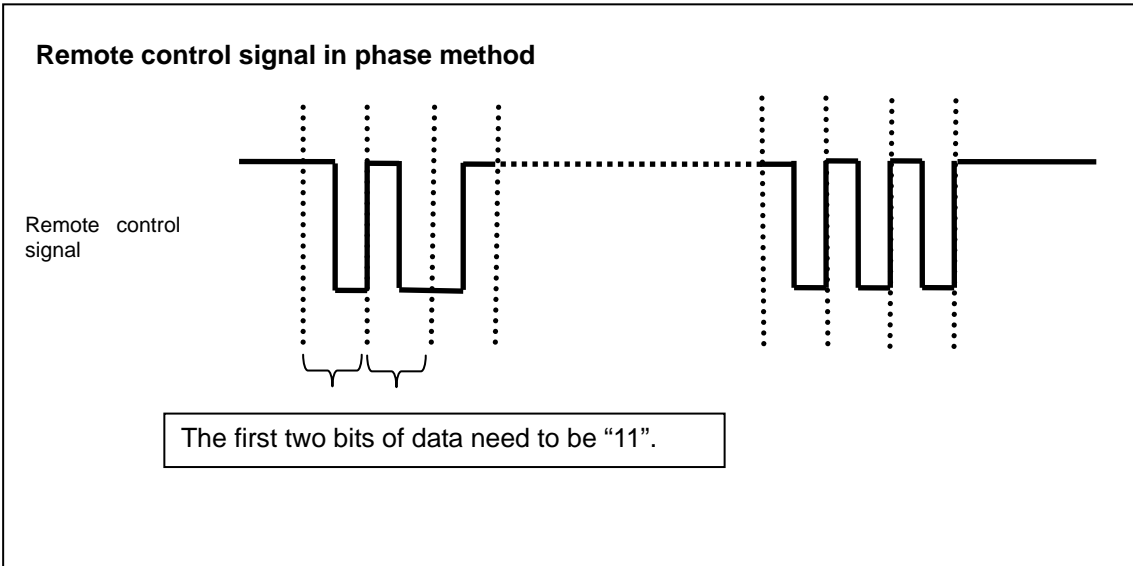 Remote control signal in phase method
Remote control
signal
The first two bits of data need to be “11”.